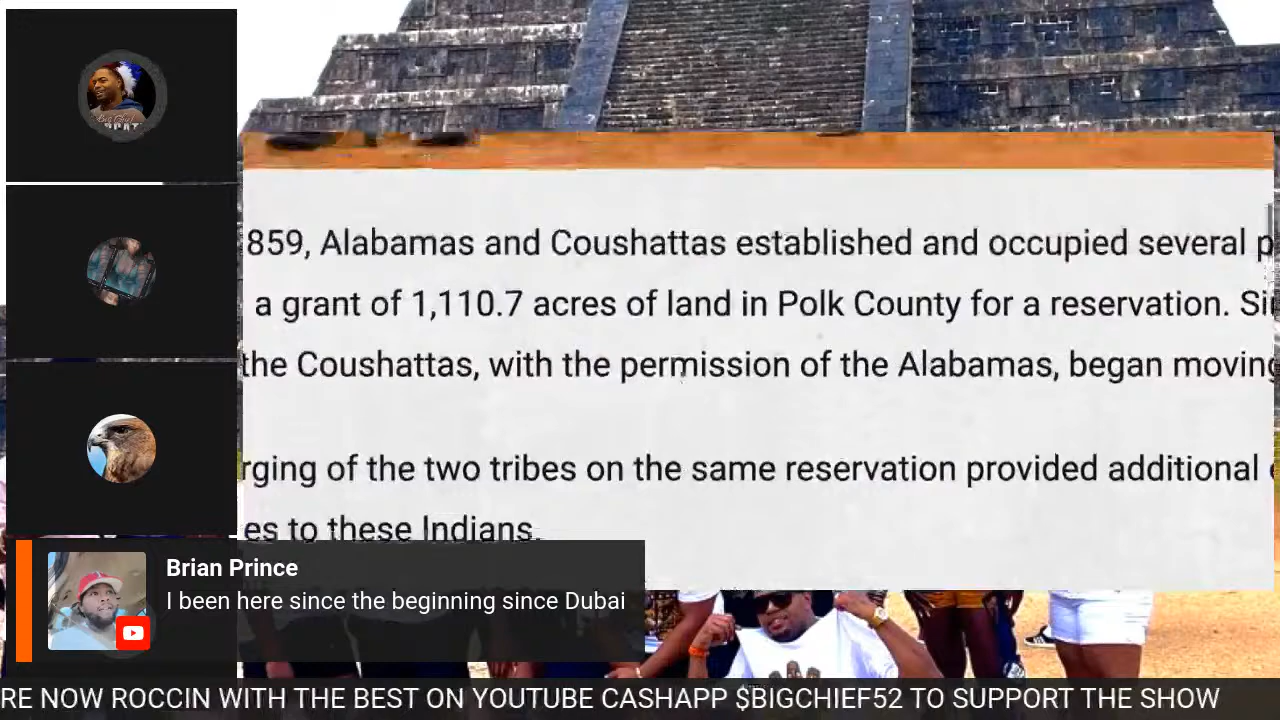 859, Alabamas and Coushattas established and occupied several p
a grant of 1,110.7 acres of land in Polk County for a reservation.
the Coushattas, with the permission of the Alabamas, began moving
rging of the two tribes on the same reservation provided additional
es to these Indians.
Brian Prince
I been here since the beginning since Dubai
RE NOW ROCCIN WITH THE BEST ON YOUTUBE CASHAPP $BIGCHIEF52 TO SUPPORT THE SHOW